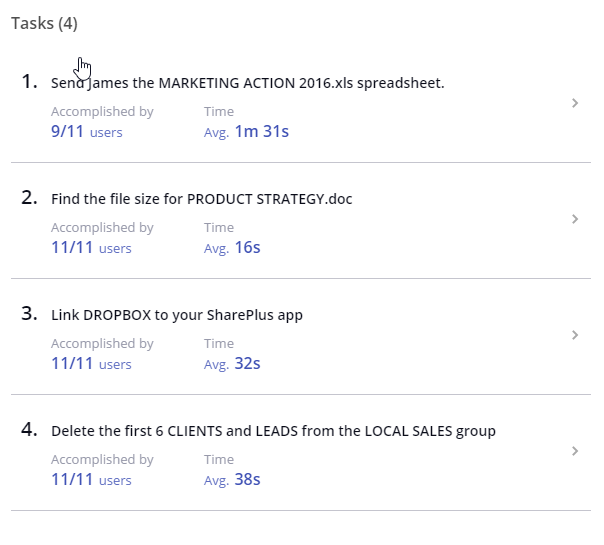 Tasks (4)
1. Send James the MARKETING ACTION 2016.xls spreadsheet.
Accomplished by Time
9/11 users Avg. 1m 31s
2. Find the file size for PRODUCT STRATEGY.doc
Accomplished by Time
11/11 users Avg. 16s
3. Link DROPBOX to your SharePlus app
Accomplished by Time
11/11 users Avg. 32s
4. Delete the first 6 CLIENTS and LEADS from the LOCAL SALES group
Accomplished by Time
11/11 users Avg. 38s